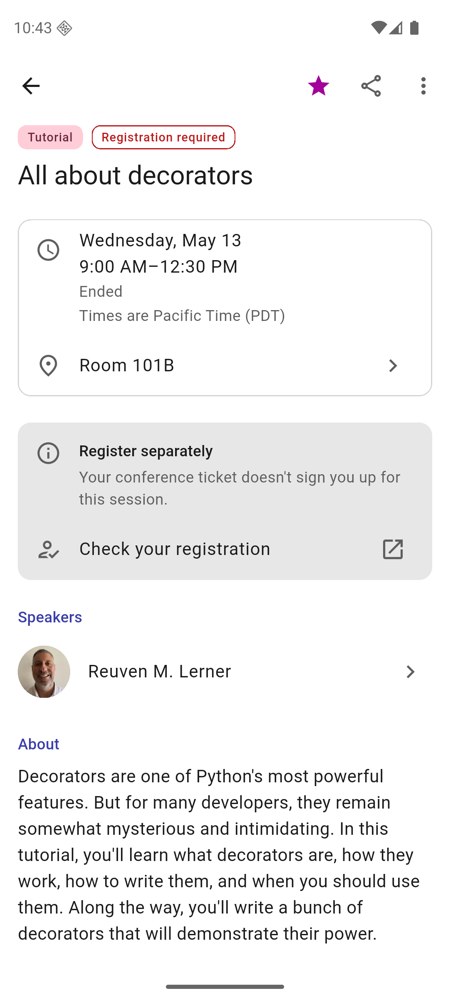 10:43
Tutorial
Registration required
All about decorators
Wednesday, May 13
9:00 AM–12:30 PM
Ended
Times are Pacific Time (PDT)
Room 101B
Register separately
Your conference ticket doesn't sign you up for
this session.
Check your registration
Speakers
Reuven M. Lerner
About
Decorators are one of Python's most powerful
features. But for many developers, they remain
somewhat mysterious and intimidating. In this
tutorial, you'll learn what decorators are, how they
work, how to write them, and when you should use
them. Along the way, you'll write a bunch of
decorators that will demonstrate their power.